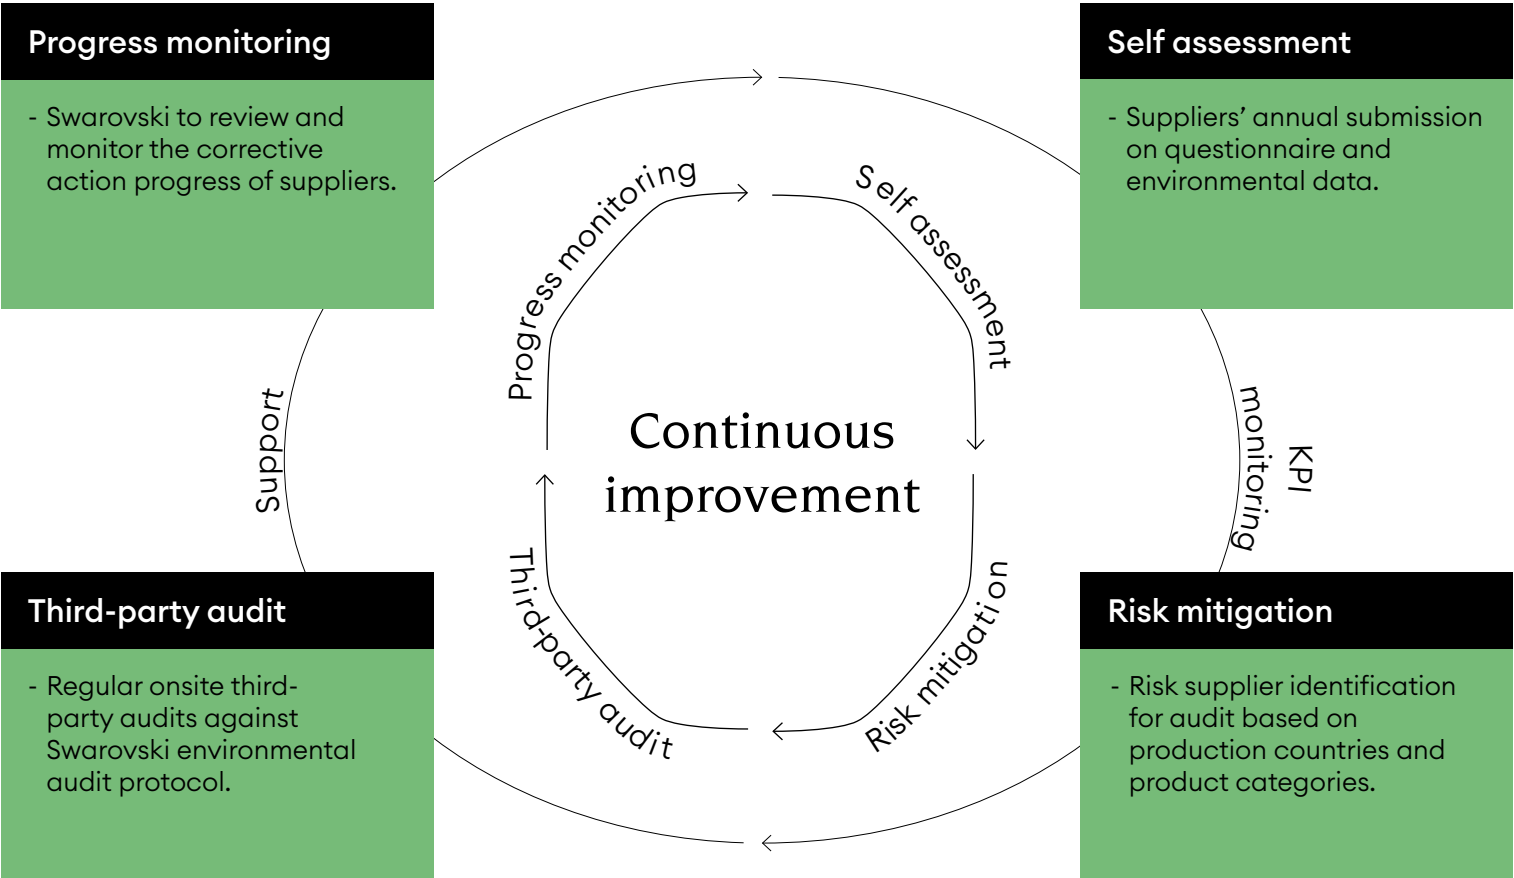 Progress monitoring
- Swarovski to review and
monitor the corrective
action progress of suppliers.
Self assessment
- Suppliers’ annual submission
on questionnaire and
environmental data.
Progress monitoring
Self assessment
Support
Continuous
improvement
KPI
monitoring
Third-party audit
Risk mitigation
Third-party audit
- Regular onsite third-
party audits against
Swarovski environmental
audit protocol.
Risk mitigation
- Risk supplier identification
for audit based on
production countries and
product categories.